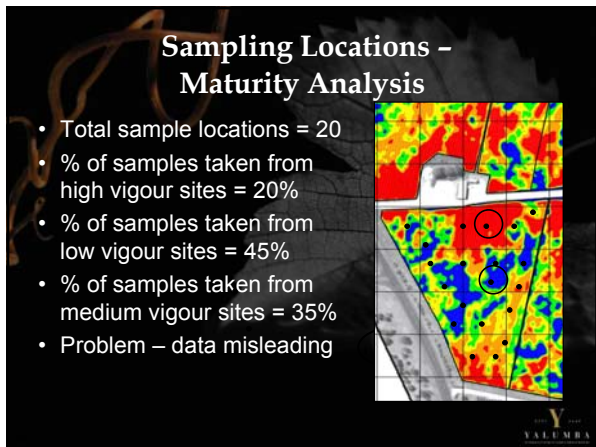 Sampling Locations –
Maturity Analysis
• Total sample locations = 20
• % of samples taken from
high vigour sites = 20%
• % of samples taken from
low vigour sites = 45%
• % of samples taken from
medium vigour sites = 35%
• Problem – data misleading
Y
YALUMBA